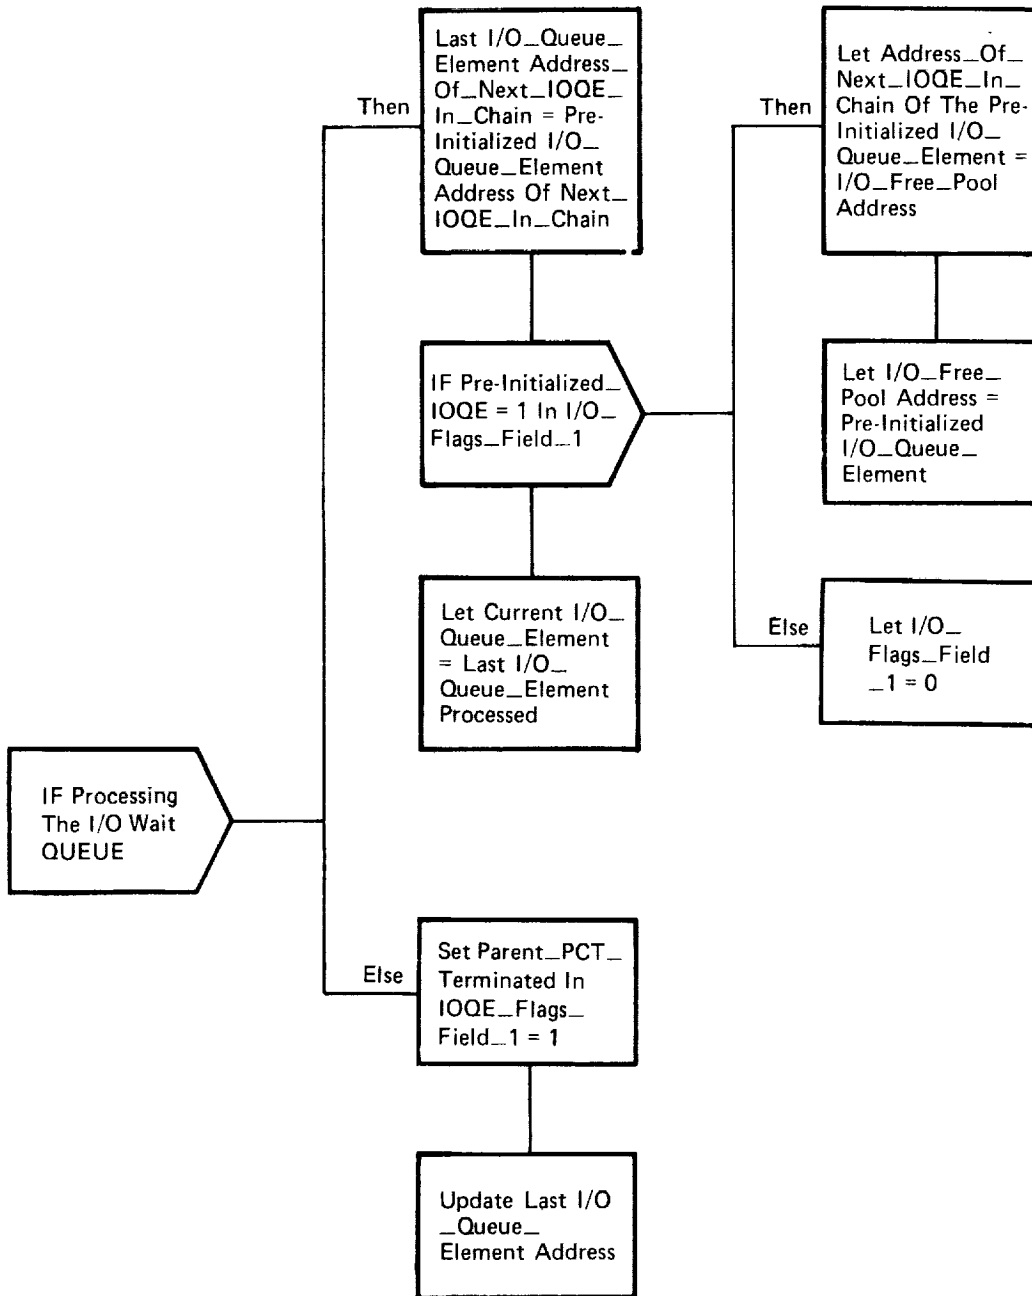 IF Processing
The I/O Wait
QUEUE
Then
Last I/O_Queue_
Element Address_
Of_Next_IOQE_
In_Chain = Pre-
Initialized I/O_
Queue_Element
Address Of Next_
IOQE_In_Chain
IF Pre-Initialized_
IOQE = 1 In I/O_
Flags_Field_1
Then
Let Address_Of_
Next_IOQE_In_
Chain Of The Pre-
Initialized I/O_
Queue_Element =
I/O_Free_Pool
Address
Let I/O_Free_
Pool Address =
Pre-Initialized
I/O_Queue_
Element
Else
Let I/O_
Flags_Field
_1 = 0
Let Current I/O_
Queue_Element
= Last I/O_
Queue_Element
Processed
Else
Set Parent_PCT_
Terminated In
IOQE_Flags_
Field_1 = 1
Update Last I/O
_Queue_
Element Address